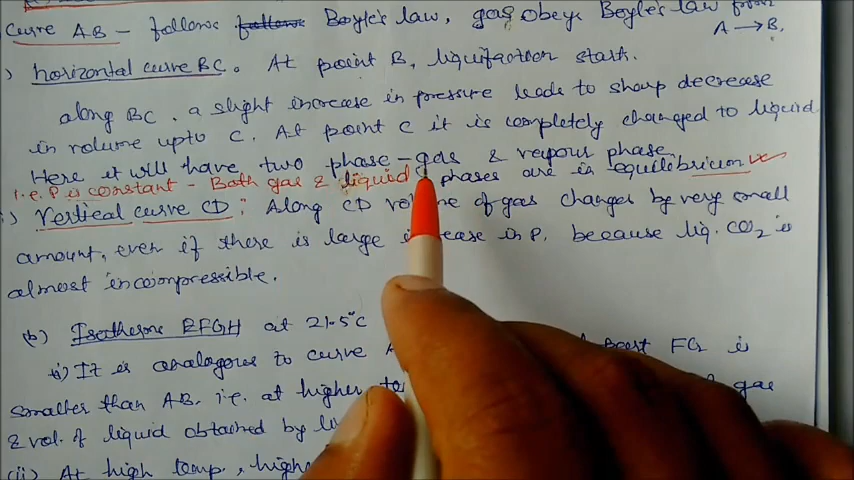 Curve AB - follows follows Boyle's law, gas obeys Boyle's law from
A → B.
) horizontal curve BC. At point B, liquifaction start.
along BC. a slight increase in pressure leads to sharp decrease
in volume upto C. At point C it is completely changed to liquid
Here it will have two phase - gas & vapour phase
i.e. P is constant - Both gas & liquid phases are in equilibrium
) Vertical curve CD: Along CD of gas changes by very small
amount, even if there is large in P. because liq. CO2 is
almost incompressible.
(b) Isotherm EFGH at 21.5°C
i) It is analogous to curve FG is
smaller than AB. i.e. at higher gas
& vol. of liquid obtained by
(ii) At high temp.,